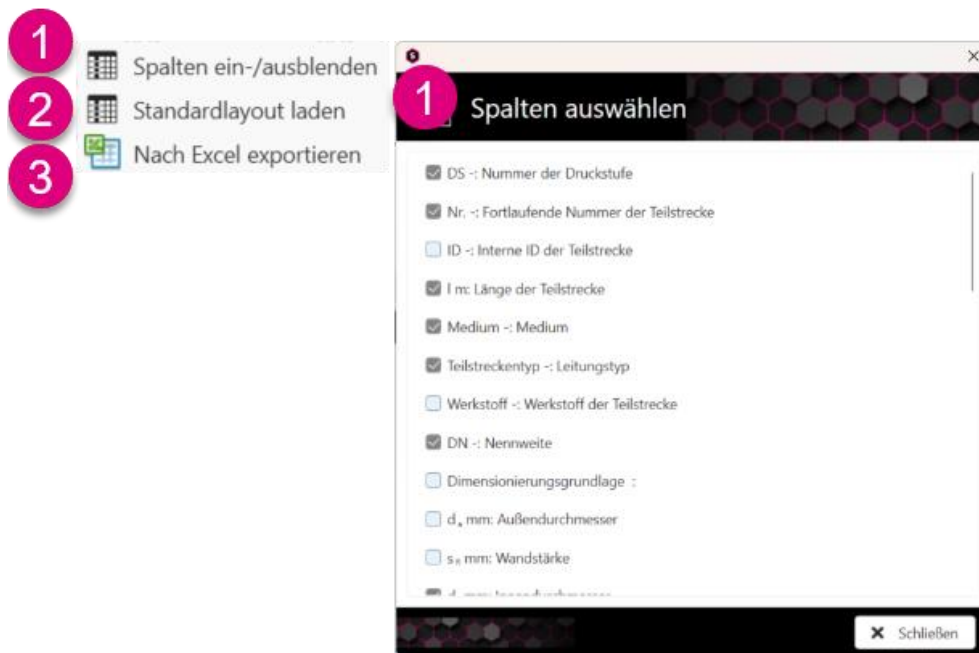 1
Spalten ein-/ausblenden
2
Standardlayout laden
3
Nach Excel exportieren
1
Spalten auswählen
DS -: Nummer der Druckstufe
Nr. -: Fortlaufende Nummer der Teilstrecke
ID -: Interne ID der Teilstrecke
l m: Länge der Teilstrecke
Medium -: Medium
Teilstreckentyp -: Leitungstyp
Werkstoff -: Werkstoff der Teilstrecke
DN -: Nennweite
Dimensionierungsgrundlage :
dₐ mm: Außendurchmesser
mm: Wandstärke
Schließen